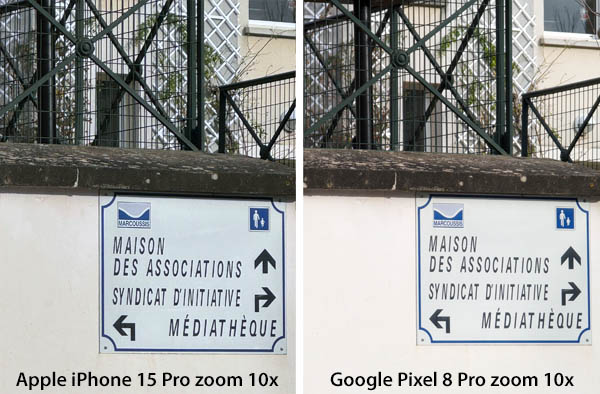 MARCOUSSIS
MAISON
DES ASSOCIATIONS
SYNDICAT D'INITIATIVE
MÉDIATHÈQUE
Apple iPhone 15 Pro zoom 10x
MARCOUSSIS
MAISON
DES ASSOCIATIONS
SYNDICAT D'INITIATIVE
MÉDIATHÈQUE
Google Pixel 8 Pro zoom 10x